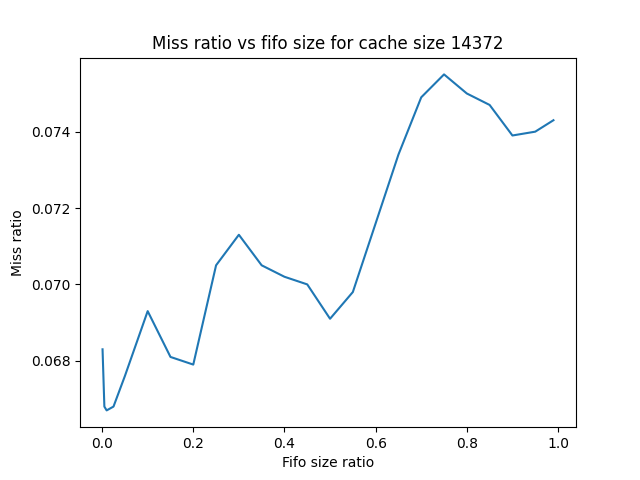 Miss ratio vs fifo size for cache size 14372
Miss ratio
0.074
0.072
0.070
0.068
0.0 0.2 0.4 0.6 0.8 1.0
Fifo size ratio